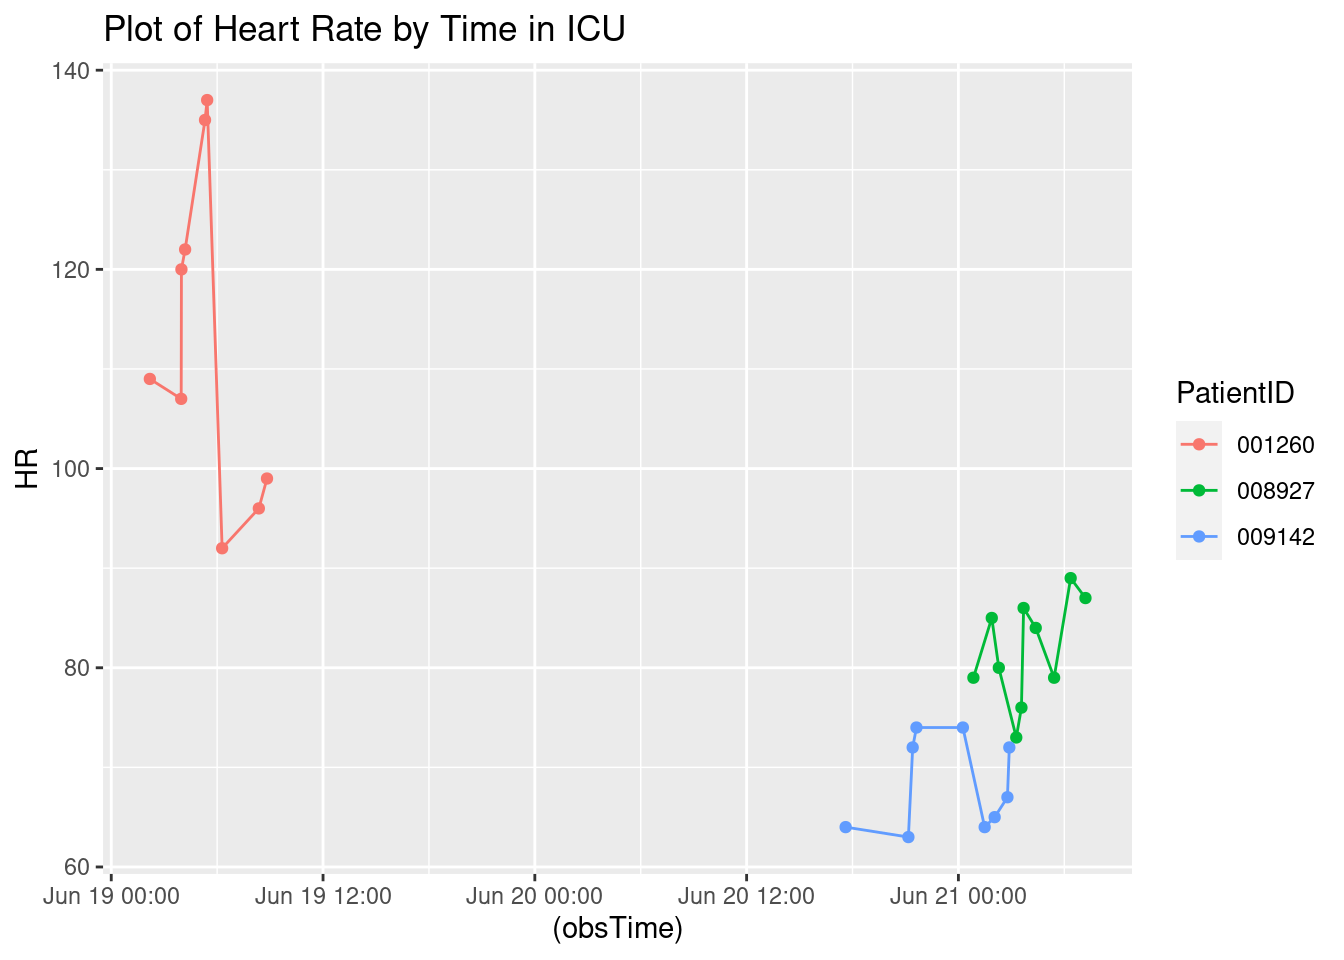 Plot of Heart Rate by Time in ICU
140
120
100
80
60
HR
Jun 19 00:00 Jun 19 12:00 Jun 20 00:00 Jun 20 12:00 Jun 21 00:00
(obsTime)
PatientID
001260
008927
009142